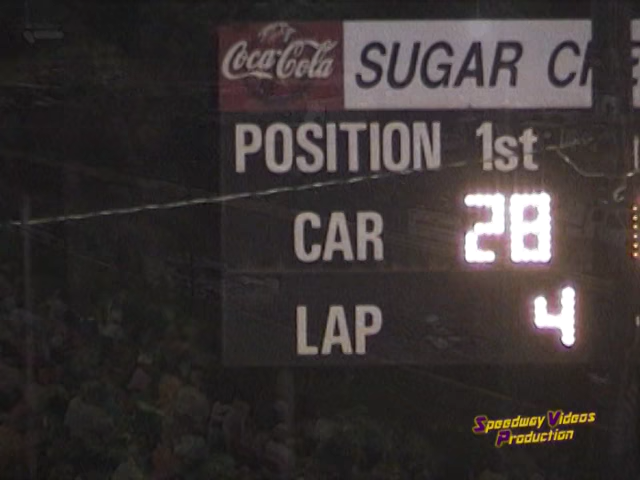 Coca-Cola SUGAR
POSITION 1st
CAR 28
LAP 4
Speedway Videos
Production